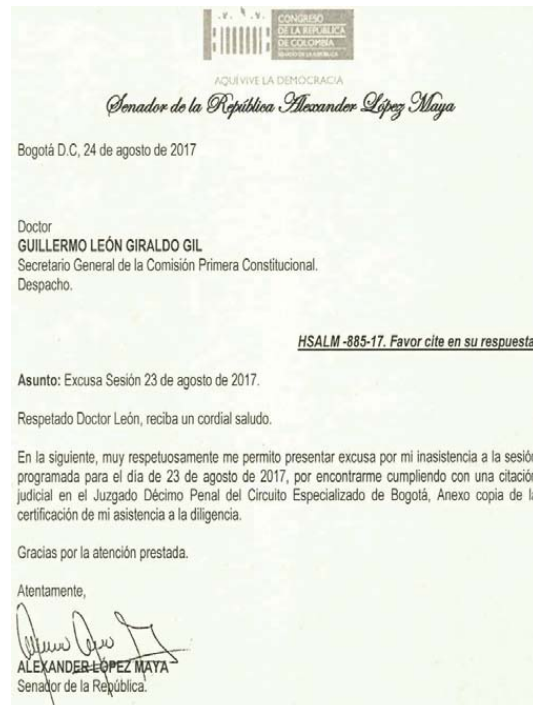 CONGRESO
DE LA REPÚBLICA
DE COLOMBIA
AQUÍ VIVE LA DEMOCRACIA
Senador de la República Alexander López Maya
Bogotá D.C, 24 de agosto de 2017
Doctor
GUILLERMO LEÓN GIRALDO GIL
Secretario General de la Comisión Primera Constitucional.
Despacho.
HSALM -885-17. Favor cite en su respuesta
Asunto: Excusa Sesión 23 de agosto de 2017.
Respetado Doctor León, reciba un cordial saludo.
En la siguiente, muy respetuosamente me permito presentar excusa por mi inasistencia a la sesión
programada para el día de 23 de agosto de 2017, por encontrarme cumpliendo con una citación
judicial en el Juzgado Décimo Penal del Circuito Especializado de Bogotá, Anexo copia de la
certificación de mi asistencia a la diligencia.
Gracias por la atención prestada.
Atentamente,
ALEXANDER LÓPEZ MAYA
Senador de la República.